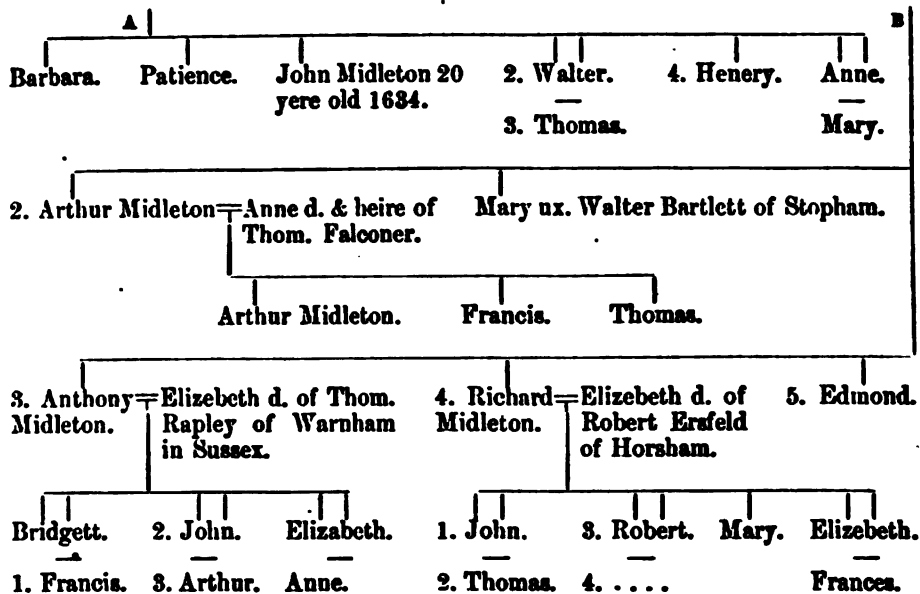 A B
Barbara. Patience. John Midleton 20 2. Walter. 4. Henery. Anne.
yere old 1634. — —
3. Thomas. Mary.
2. Arthur Midleton = Anne d. & heire of Mary ux. Walter Bartlett of Stopham.
Thom. Falconer.
Arthur Midleton. Francis. Thomas.
3. Anthony = Elizebeth d. of Thom. 4. Richard = Elizebeth d. of 5. Edmond.
Midleton. Rapley of Warnham Midleton. Robert Ersfeld
in Sussex. of Horsham.
Bridgett. 2. John. Elizabeth. 1. John. 3. Robert. Mary. Elizebeth.
— — — — — —
1. Francis. 3. Arthur. Anne. 2. Thomas. 4. . . . . . Frances.